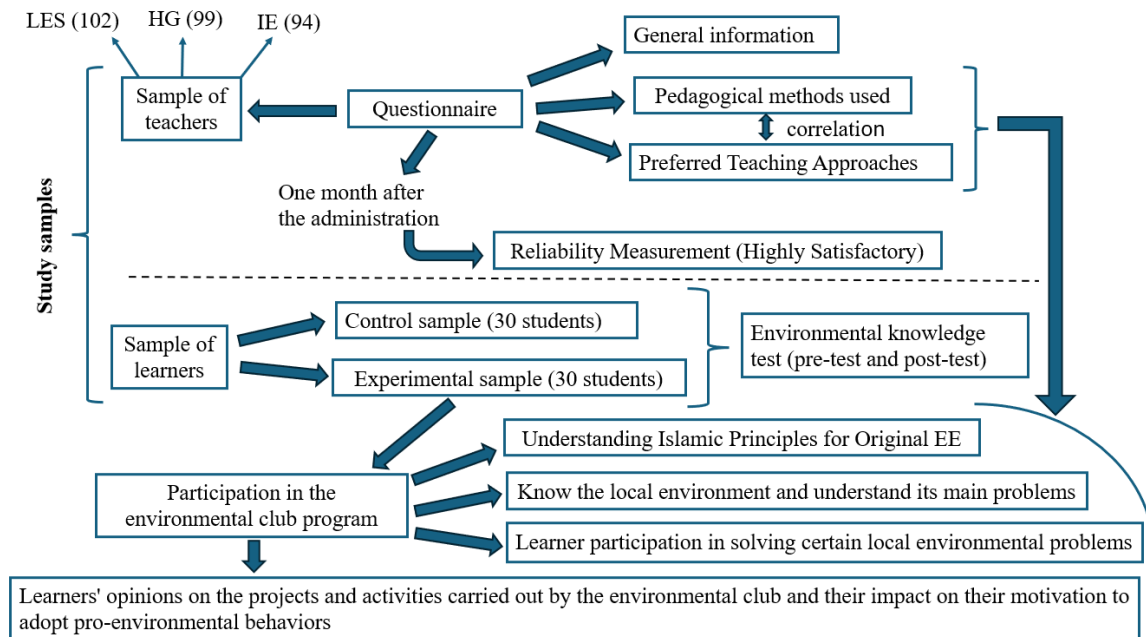 LES (102)
HG (99)
IE (94)
General information
Sample of
teachers
Questionnaire
Pedagogical methods used
correlation
Preferred Teaching Approaches
One month after
the administration
Reliability Measurement (Highly Satisfactory)
Study samples
Control sample (30 students)
Sample of
learners
Experimental sample (30 students)
Environmental knowledge
test (pre-test and post-test)
Understanding Islamic Principles for Original EE
Participation in the
environmental club program
Know the local environment and understand its main problems
Learner participation in solving certain local environmental problems
Learners' opinions on the projects and activities carried out by the environmental club and their impact on their motivation to
adopt pro-environmental behaviors